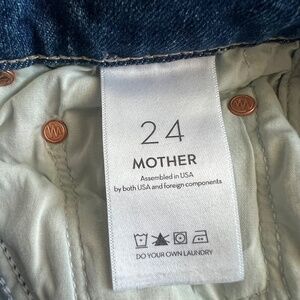 24
MOTHER
Assembled in USA
by both USA and foreign components
DO YOUR OWN LAUNDRY